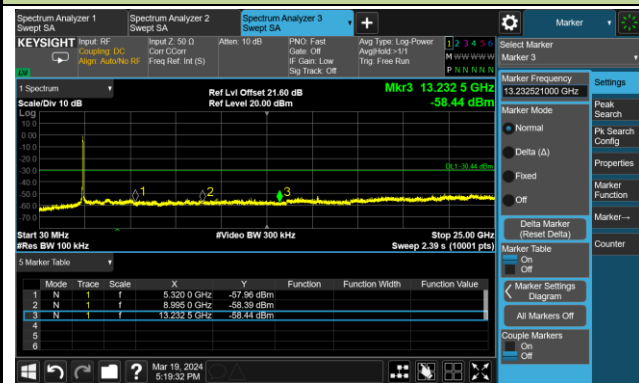 Spectrum Analyzer 1
Swept SA
Spectrum Analyzer 2
Swept SA
Spectrum Analyzer 3
Swept SA
Marker
KEYSIGHT
Input: RF
Coupling: DC
Align: Auto/No RF
Input Z: 50 Ω
Corr CCorr
Freq Ref: Int (S)
Atten: 10 dB
PNO: Fast
Gate: Off
IF Gain: Low
Sig Track: Off
Avg Type: Log-Power
Avg|Hold:>1/1
Trig: Free Run
1 2 3 4 5 6
M W W W W W
P N N N N N
LW
1 Spectrum
Scale/Div 10 dB
Ref Lvl Offset 21.60 dB
Ref Level 20.00 dBm
Mkr3 13.232 5 GHz
-58.44 dBm
Log
10.0
0.00
-10.0
-20.0
-30.0
-40.0
-50.0
-60.0
-70.0
DL1 -30.44 dBm
1
2
3
Start 30 MHz
#Res BW 100 kHz
#Video BW 300 kHz
Stop 25.00 GHz
Sweep 2.39 s (10001 pts)
5 Marker Table
Mode Trace Scale X Y Function Function Width Function Value
1 N 1 f 5.320 0 GHz -57.96 dBm
2 N 1 f 8.995 0 GHz -58.39 dBm
3 N 1 f 13.232 5 GHz -58.44 dBm
4
5
6
Mar 19, 2024
5:19:32 PM
Select Marker
Marker 3
Marker Frequency
13.232521000 GHz
Marker Mode
Normal
Delta (Δ)
Fixed
Off
Delta Marker
(Reset Delta)
Marker Table
On
Off
Marker Settings
Diagram
All Markers Off
Couple Markers
On
Off
Settings
Peak
Search
Pk Search
Config
Properties
Marker
Function
Marker→
Counter